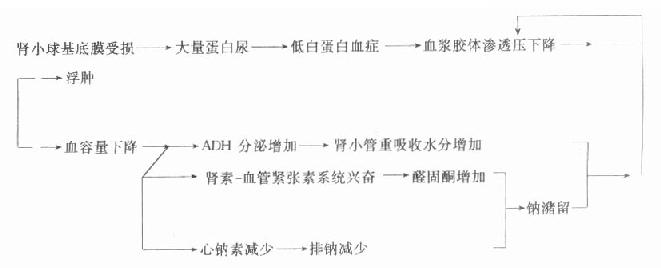 肾小球基底膜受损 → 大量蛋白尿 → 低白蛋白血症 → 血浆胶体渗透压下降
浮肿
血容量下降 → ADH 分泌增加 → 肾小管重吸收水分增加
肾素-血管紧张素系统兴奋 → 醛固酮增加
钠潴留
心钠素减少 → 排钠减少